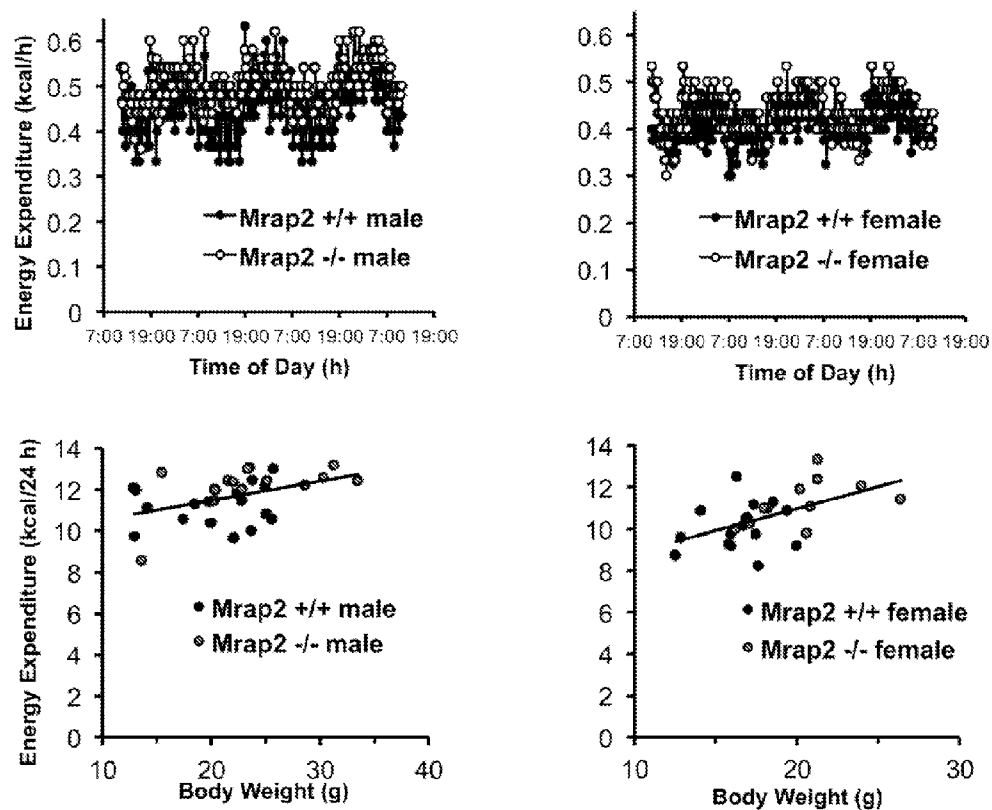 Energy Expenditure (kcal/h)
0.6
0.5
0.4
0.3
0.2
0.1
0
Mrap2 +/+ male
Mrap2 -/- male
7:00 19:00 7:00 19:00 7:00 19:00 7:00 19:00
Time of Day (h)
0.6
0.5
0.4
0.3
0.2
0.1
0
Mrap2 +/+ female
Mrap2 -/- female
7:00 19:00 7:00 19:00 7:00 19:00 7:00 19:00
Time of Day (h)
Energy Expenditure (kcal/24 h)
14
12
10
8
6
4
2
0
Mrap2 +/+ male
Mrap2 -/- male
10 20 30 40
Body Weight (g)
14
12
10
8
6
4
2
0
Mrap2 +/+ female
Mrap2 -/- female
10 20 30
Body Weight (g)